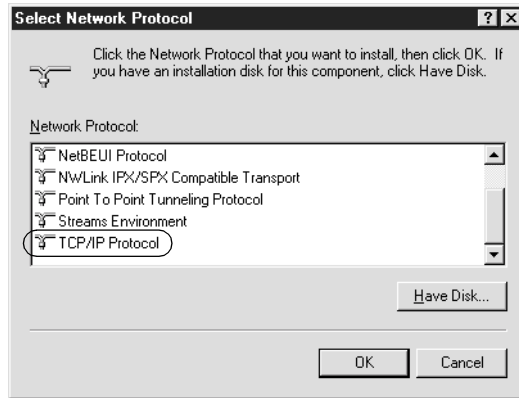 Select Network Protocol
Click the Network Protocol that you want to install, then click OK. If
you have an installation disk for this component, click Have Disk.
Network Protocol:
NetBEUI Protocol
NWLink IPX/SPX Compatible Transport
Point To Point Tunneling Protocol
Streams Environment
TCP/IP Protocol
Have Disk...
OK
Cancel